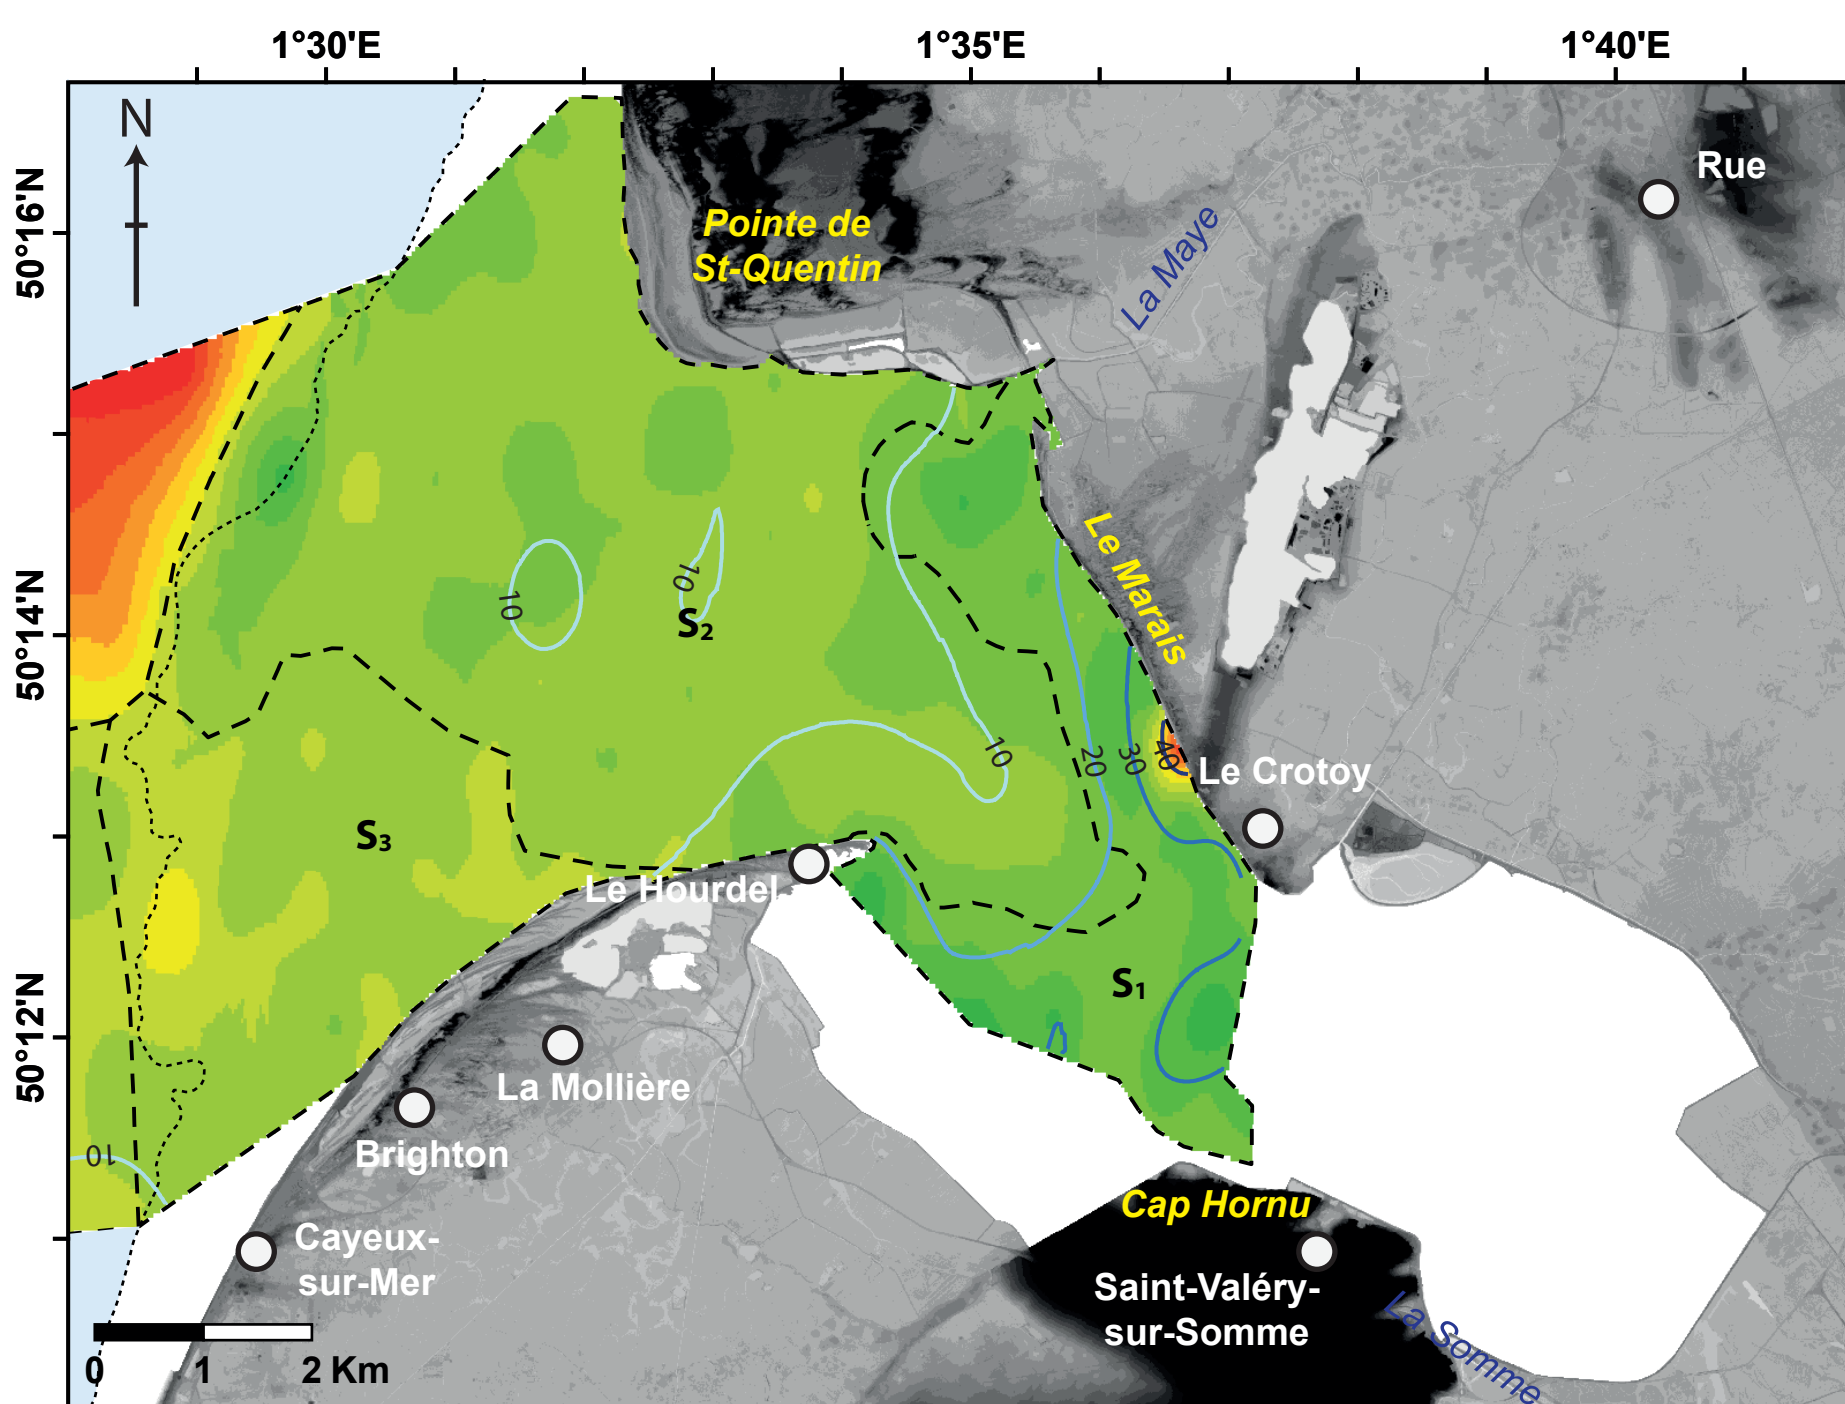 1°30'E
1°35'E
1°40'E
N
Rue
50°16'N
Pointe de
St-Quentin
La Maye
Le Marais
50°14'N
10
10
S2
10
20
30
40
Le Crotoy
S3
Le Hourdel
S1
50°12'N
La Mollière
Brighton
10
Cap Hornu
Cayeux-
sur-Mer
Saint-Valéry-
sur-Somme
La Somme
0 1 2 Km